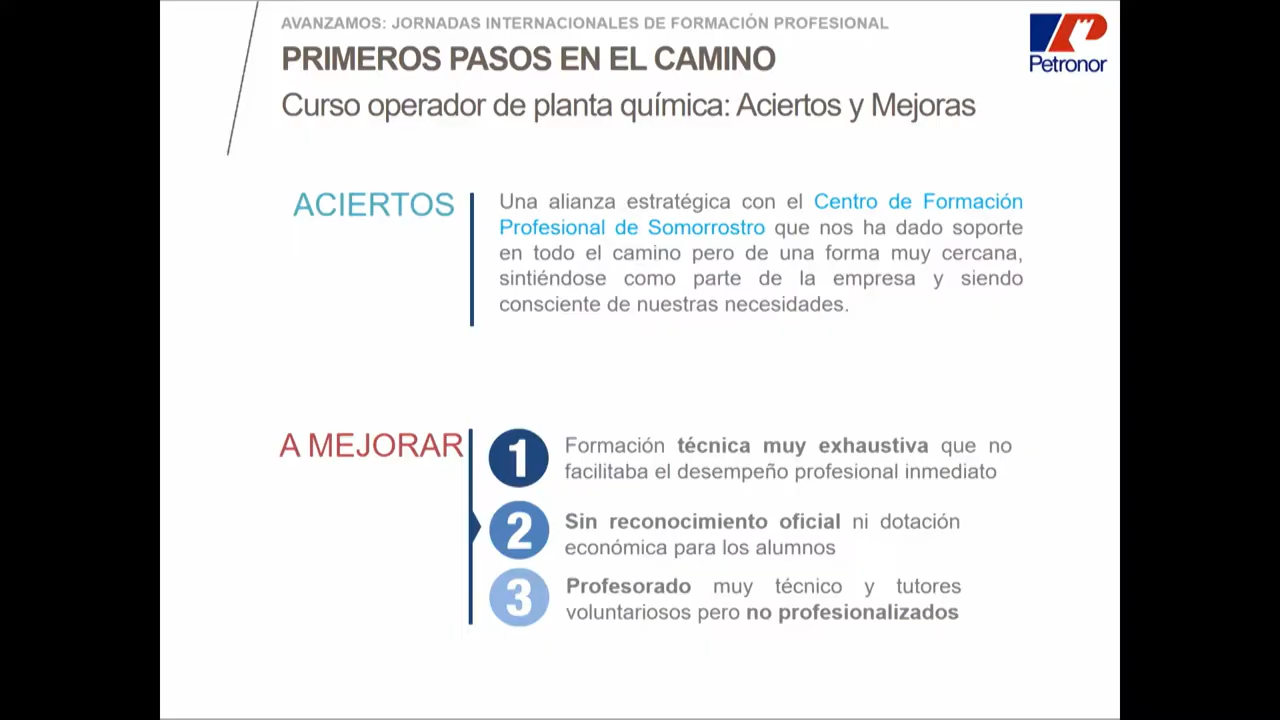 AVANZAMOS: JORNADAS INTERNACIONALES DE FORMACIÓN PROFESIONAL
PRIMEROS PASOS EN EL CAMINO
Curso operador de planta química: Aciertos y Mejoras
Petronor
ACIERTOS
Una alianza estratégica con el Centro de Formación
Profesional de Somorrostro que nos ha dado soporte
en todo el camino pero de una forma muy cercana,
sintiéndose como parte de la empresa y siendo
consciente de nuestras necesidades.
A MEJORAR
1
Formación técnica muy exhaustiva que no
facilitaba el desempeño profesional inmediato
2
Sin reconocimiento oficial ni dotación
económica para los alumnos
3
Profesorado muy técnico y tutores
voluntariosos pero no profesionalizados